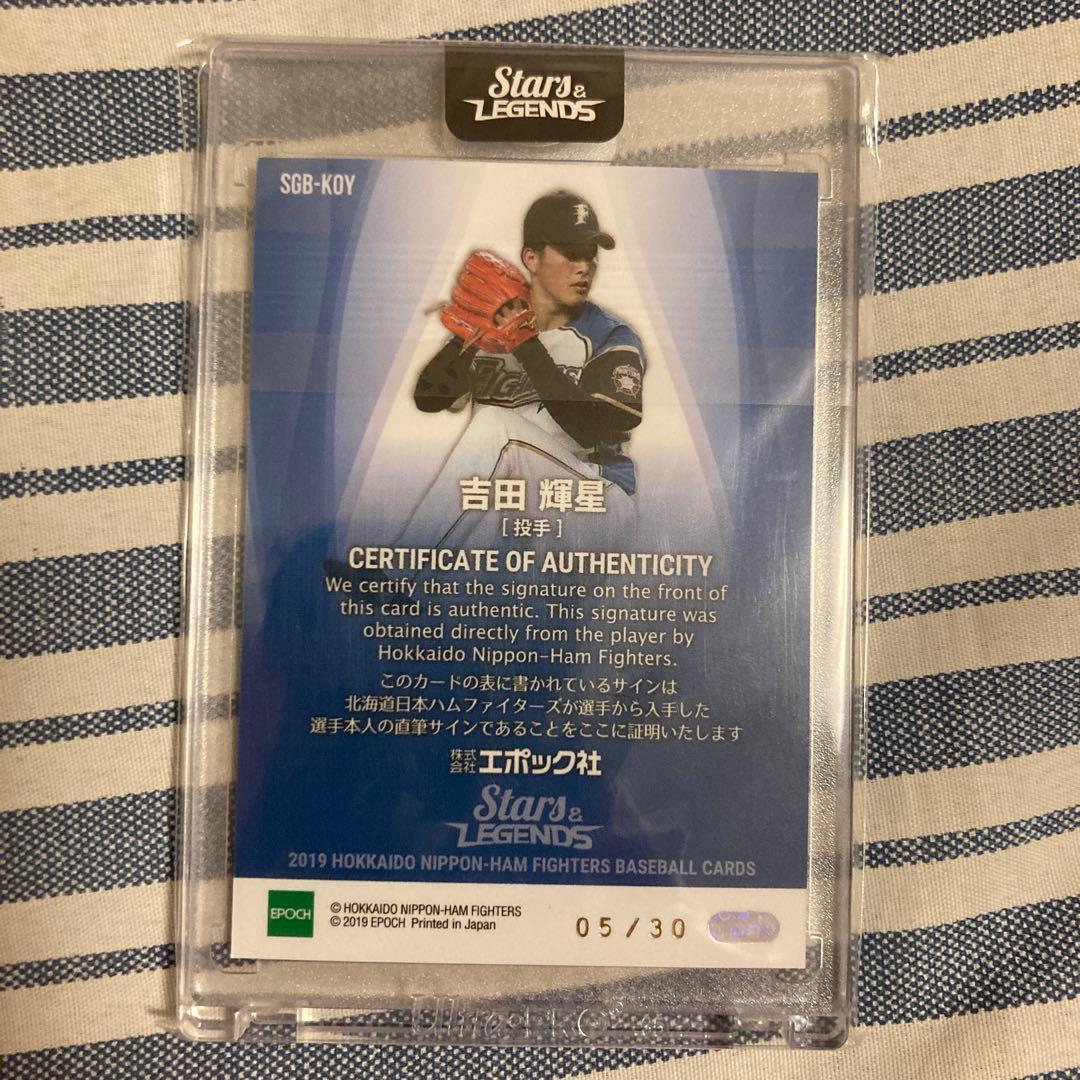 Stars &
LEGENDS
SGB-KOY
F
吉田 輝星
[ 投手 ]
CERTIFICATE OF AUTHENTICITY
We certify that the signature on the front of
this card is authentic. This signature was
obtained directly from the player by
Hokkaido Nippon-Ham Fighters.
このカードの表に書かれているサインは
北海道日本ハムファイターズが選手から入手した
選手本人の直筆サインであることをここに証明いたします
株式会社 エポック社
Stars &
LEGENDS
2019 HOKKAIDO NIPPON-HAM FIGHTERS BASEBALL CARDS
EPOCH
© HOKKAIDO NIPPON-HAM FIGHTERS
© 2019 EPOCH Printed in Japan
05/30